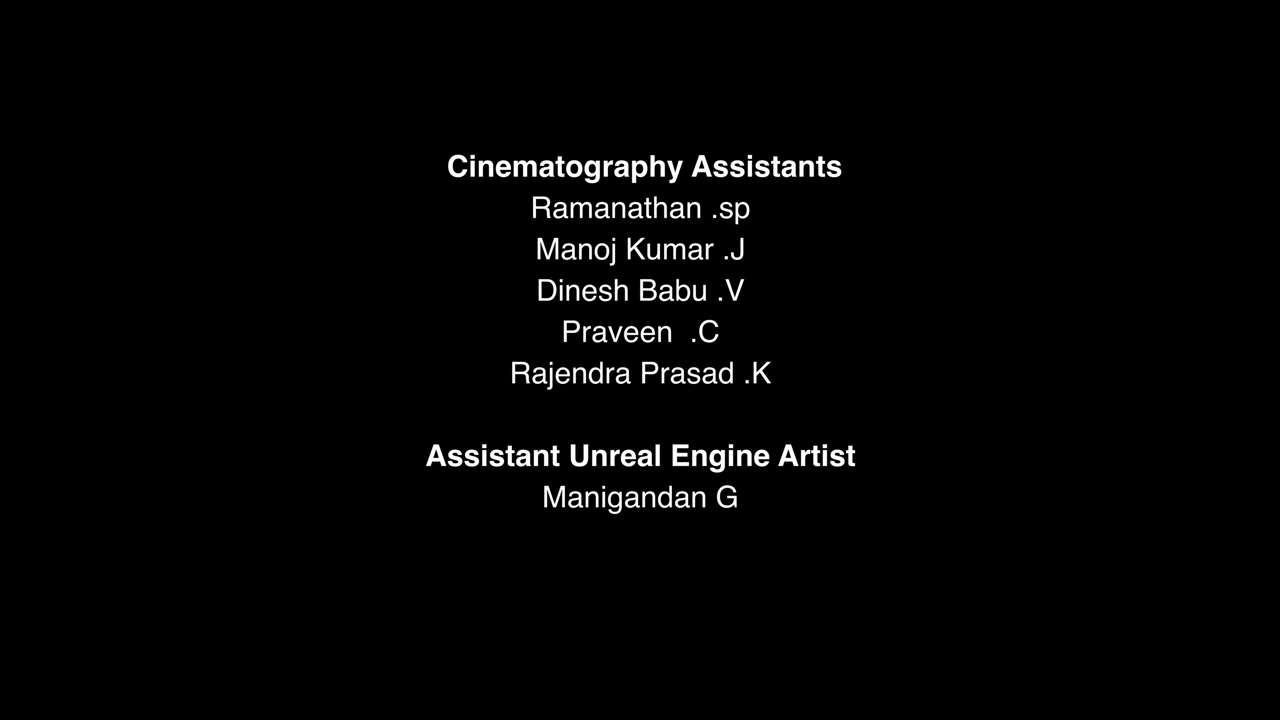 Cinematography Assistants
Ramanathan .sp
Manoj Kumar .J
Dinesh Babu .V
Praveen  .C
Rajendra Prasad .K
Assistant Unreal Engine Artist
Manigandan G